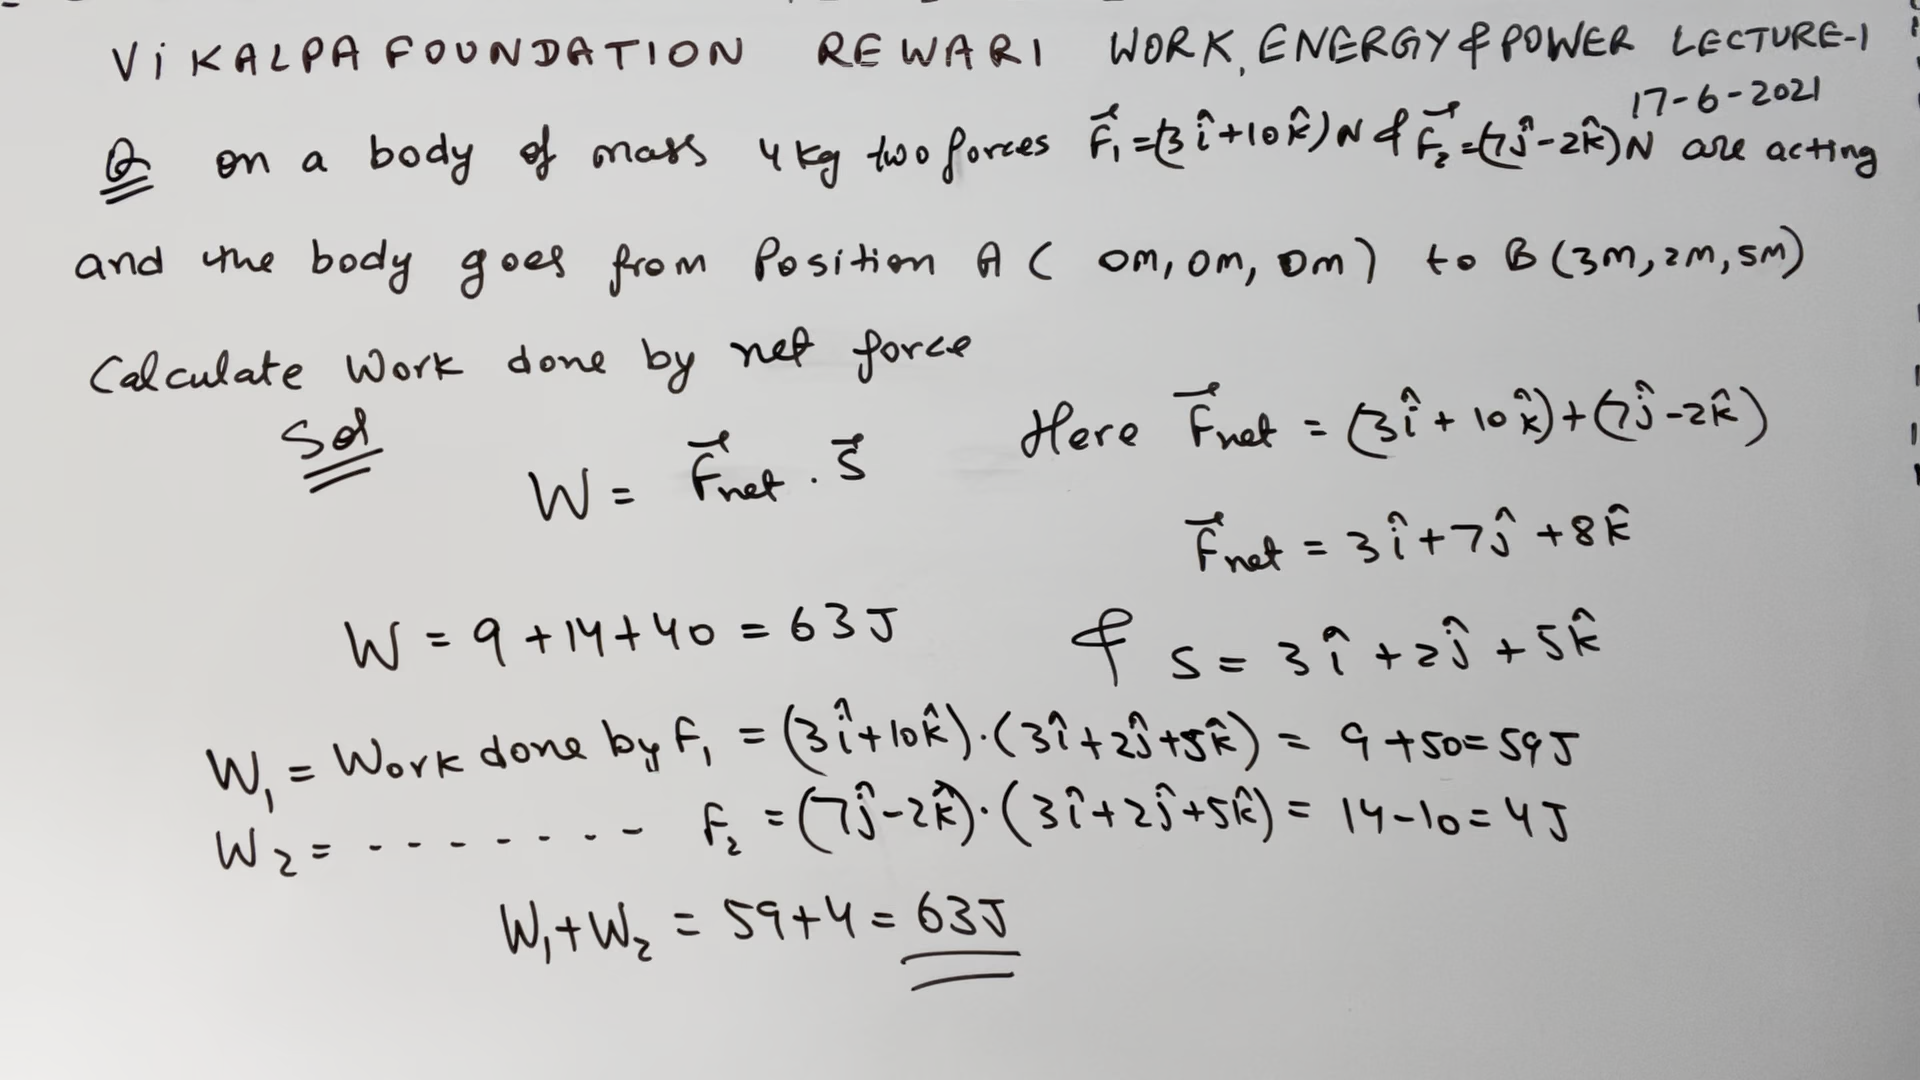 ViKALPA FOUNDATION REWARI WORK, ENERGY & POWER LECTURE-1
17-6-2021
Q on a body of mass 4 kg two forces F⃗₁ = (3î+10k̂)N & F⃗₂ = (7ĵ-2k̂)N are acting
and the body goes from Position A ( 0m, 0m, 0m ) to B (3m, 2m, 5m)
Calculate Work done by net force
Sol
W = F⃗net . S⃗
Here F⃗net = (3î + 10k̂)+(7ĵ-2k̂)
F⃗net = 3î+7ĵ+8k̂
W = 9+14+40 = 63J
& S = 3î+2ĵ+5k̂
W₁ = Work done by F₁ = (3î+10k̂).(3î+2ĵ+5k̂) = 9+50=59J
W₂ = - - - - - - - - F₂ = (7ĵ-2k̂).(3î+2ĵ+5k̂) = 14-10=4J
W₁+W₂ = 59+4 = 63J